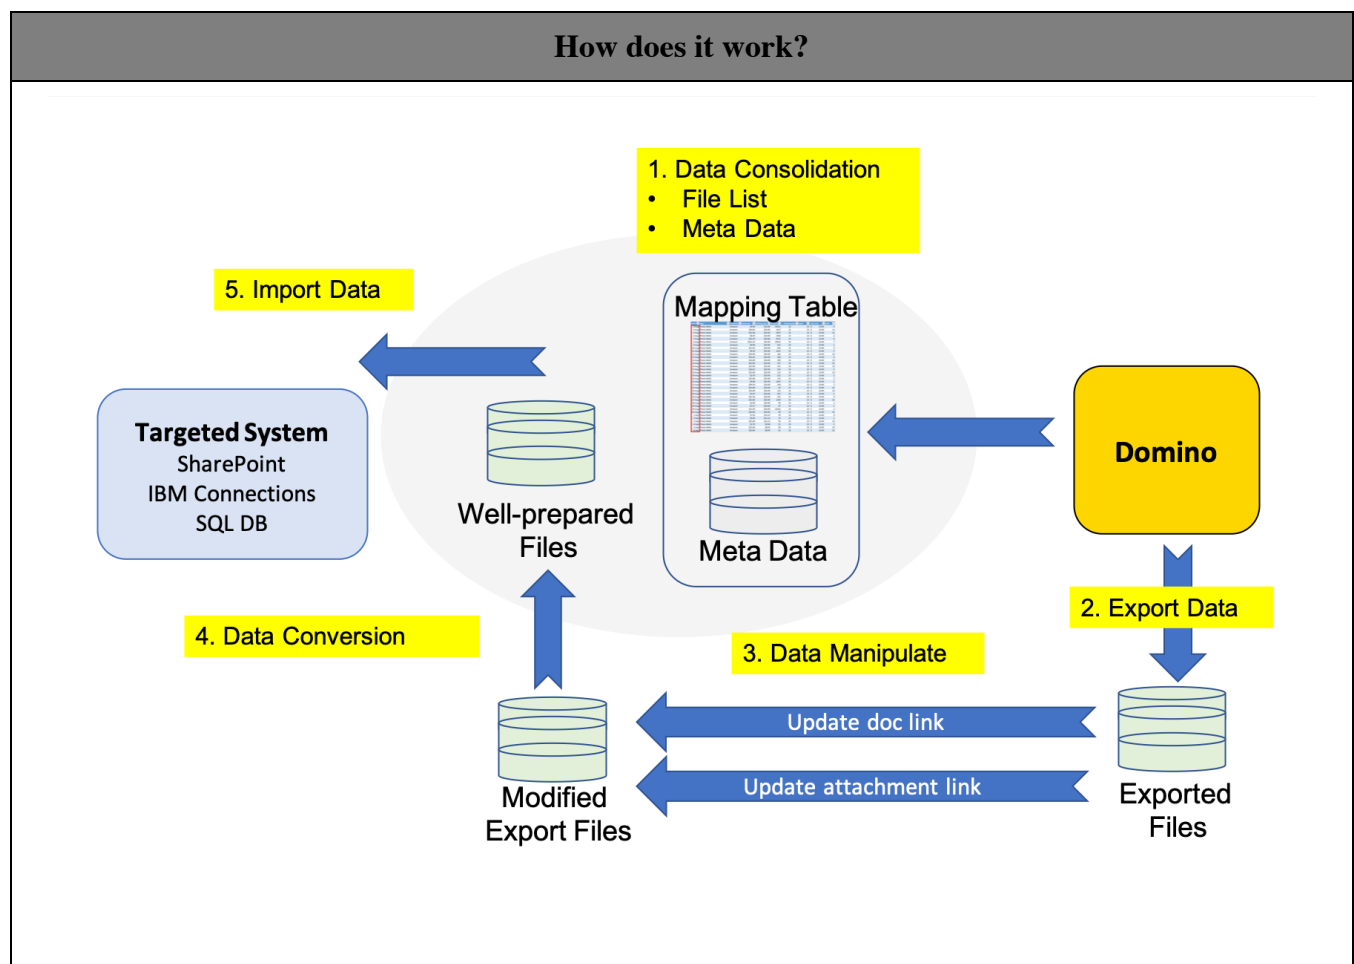 How does it work?
1. Data Consolidation
• File List
• Meta Data
5. Import Data
Mapping Table
Targeted System
SharePoint
IBM Connections
SQL DB
Domino
Well-prepared
Files
Meta Data
2. Export Data
4. Data Conversion
3. Data Manipulate
Update doc link
Update attachment link
Modified
Export Files
Exported
Files